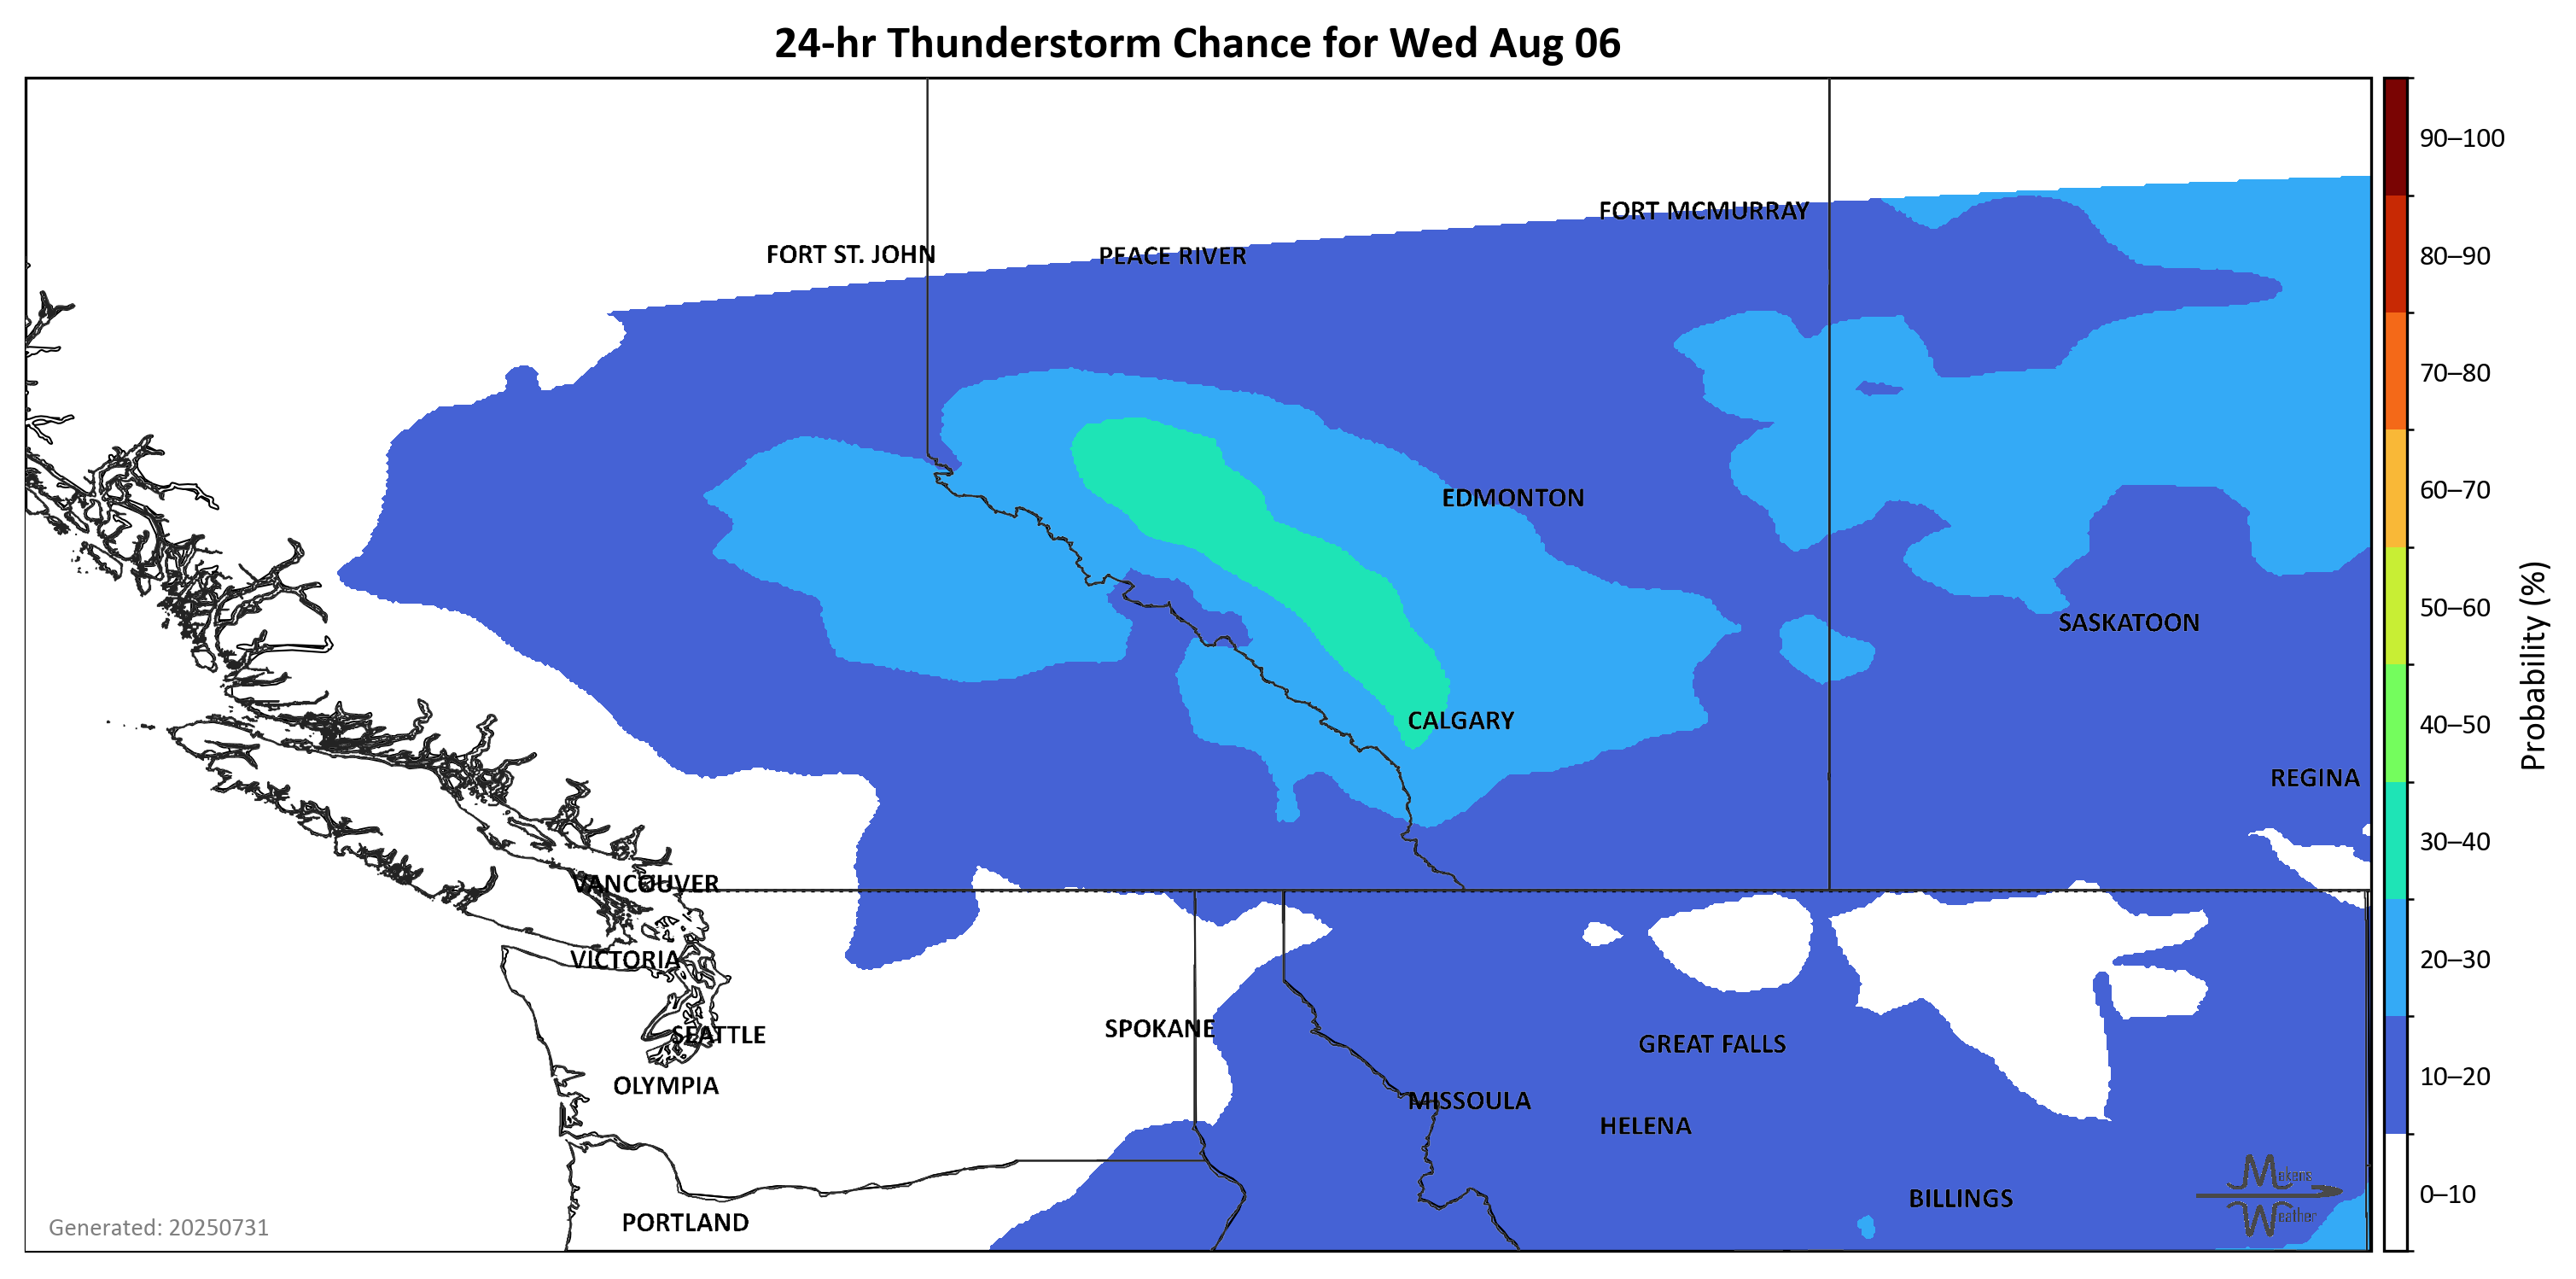 24-hr Thunderstorm Chance for Wed Aug 06
FORT MCMURRAY
FORT ST. JOHN
PEACE RIVER
EDMONTON
SASKATOON
CALGARY
REGINA
VANCOUVER
VICTORIA
SEATTLE
SPOKANE
GREAT FALLS
OLYMPIA
MISSOULA
HELENA
BILLINGS
PORTLAND
Generated: 20250731
Mekens
Weather
90–100
80–90
70–80
60–70
50–60
40–50
30–40
20–30
10–20
0–10
Probability (%)